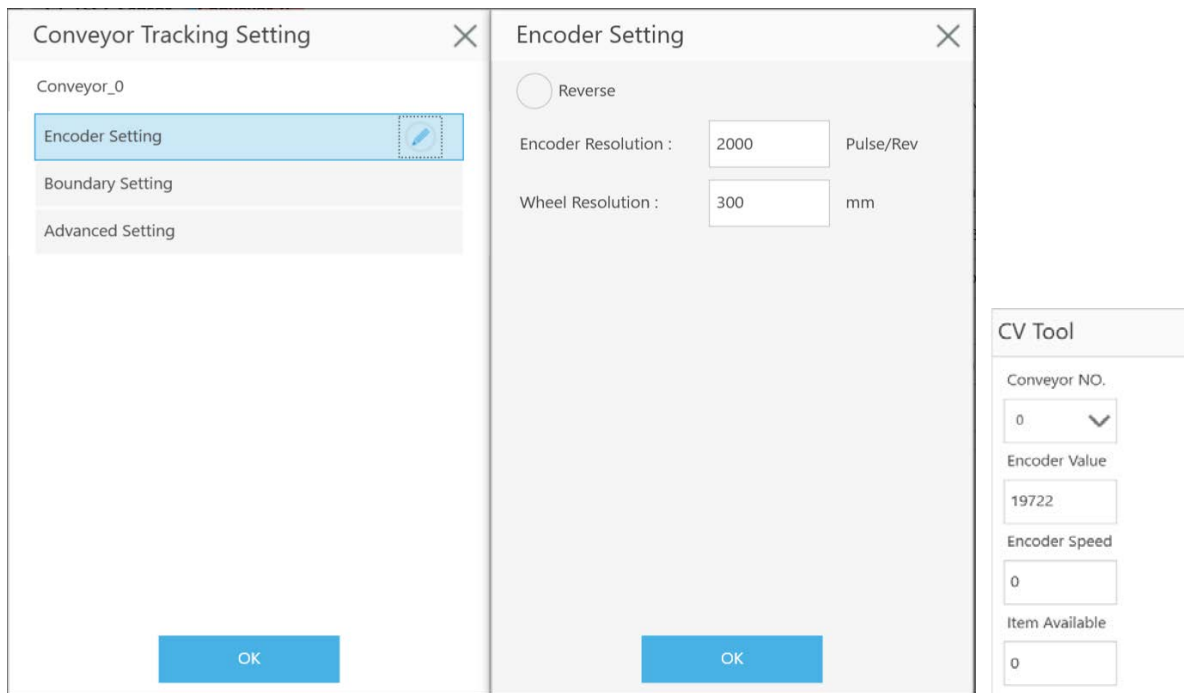 Conveyor Tracking Setting
Conveyor_0
Encoder Setting
Boundary Setting
Advanced Setting
OK
Encoder Setting
Reverse
Encoder Resolution : 2000 Pulse/Rev
Wheel Resolution : 300 mm
OK
CV Tool
Conveyor NO.
0
Encoder Value
19722
Encoder Speed
0
Item Available
0